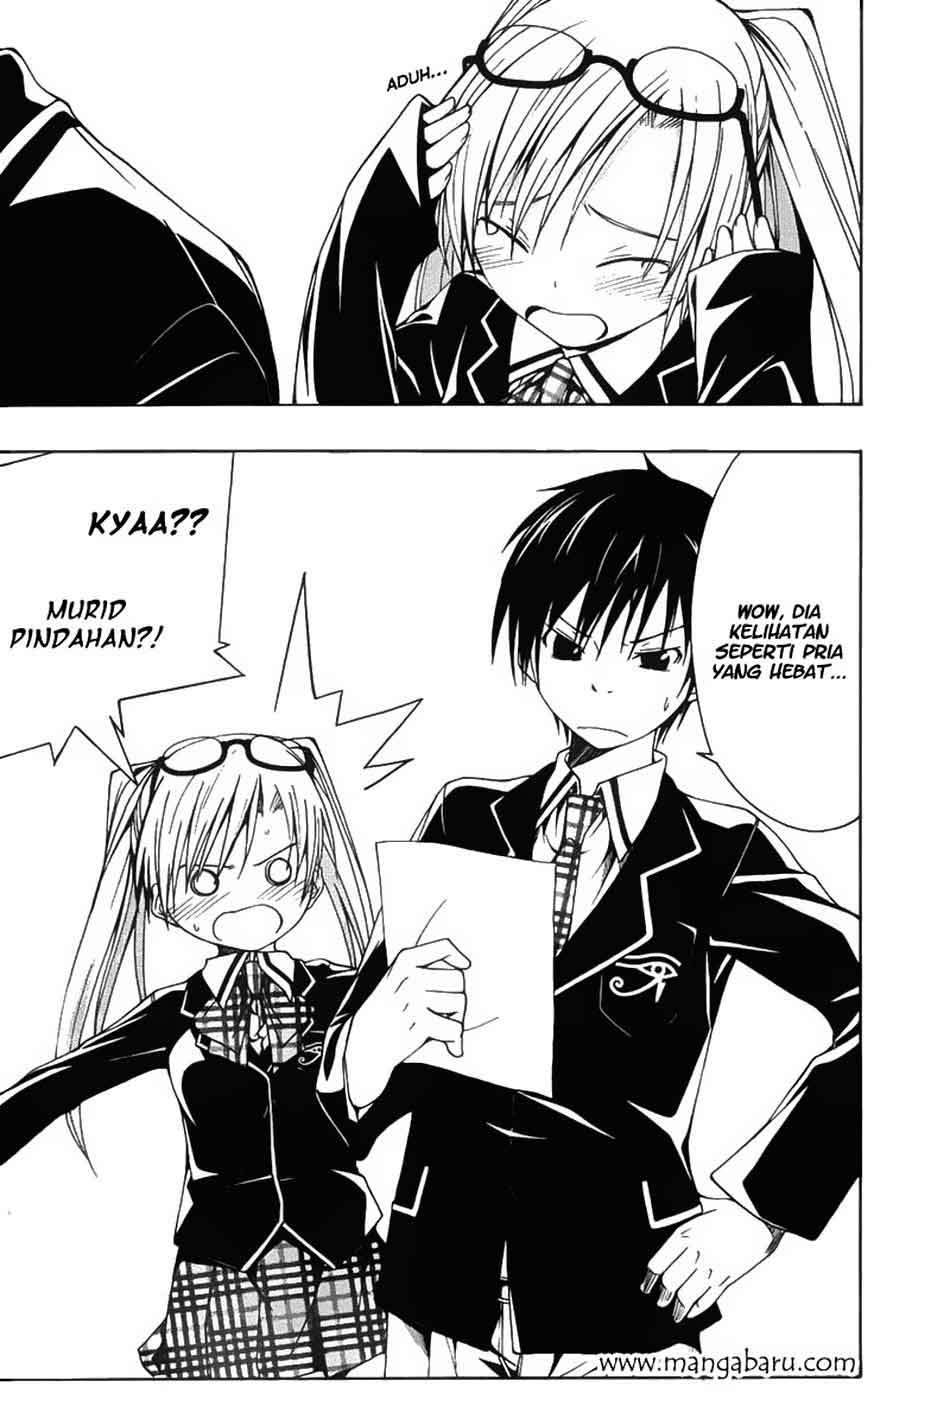 ADUH...
WOW, DIA
KELIHATAN
SEPERTI PRIA
YANG HEBAT...
KYAA??
MURID
PINDAHAN?!
www.mangabaru.com